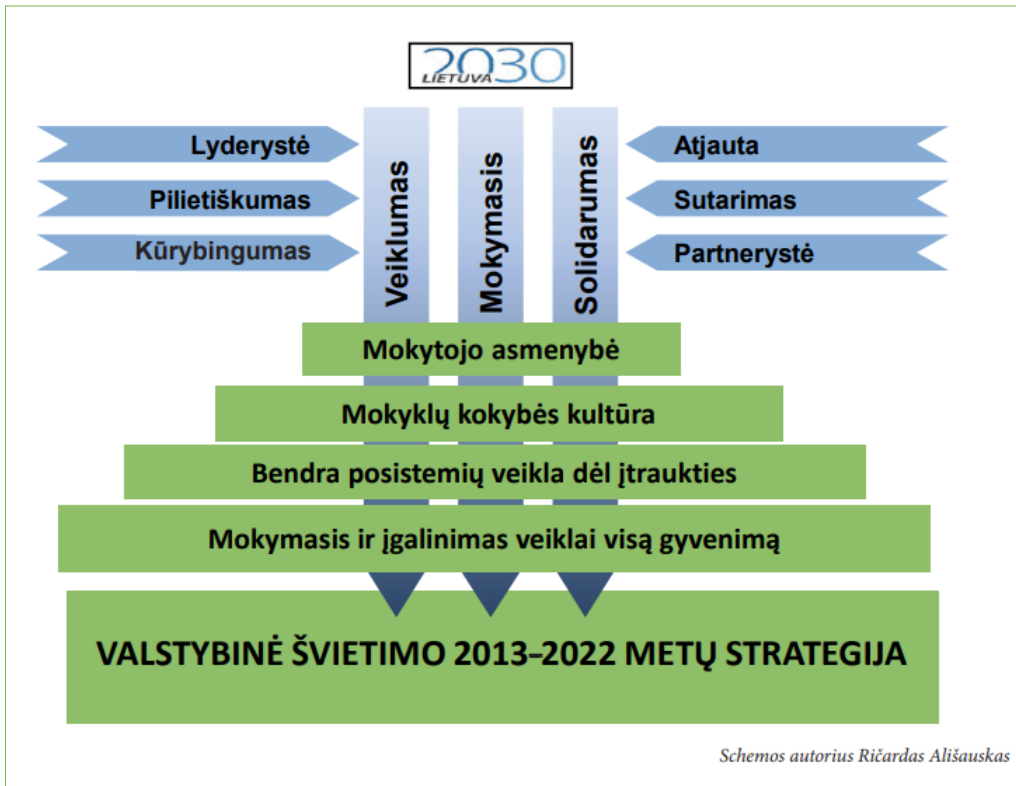 LIETUVA 2030
Lyderystė
Pilietiškumas
Kūrybingumas
Veiklumas
Mokymasis
Solidarumas
Atjauta
Sutarimas
Partnerystė
Mokytojo asmenybė
Mokyklų kokybės kultūra
Bendra posistemių veikla dėl įtraukties
Mokymasis ir įgalinimas veiklai visą gyvenimą
VALSTYBINĖ ŠVIETIMO 2013–2022 METŲ STRATEGIJA
Schemos autorius Ričardas Ališauskas